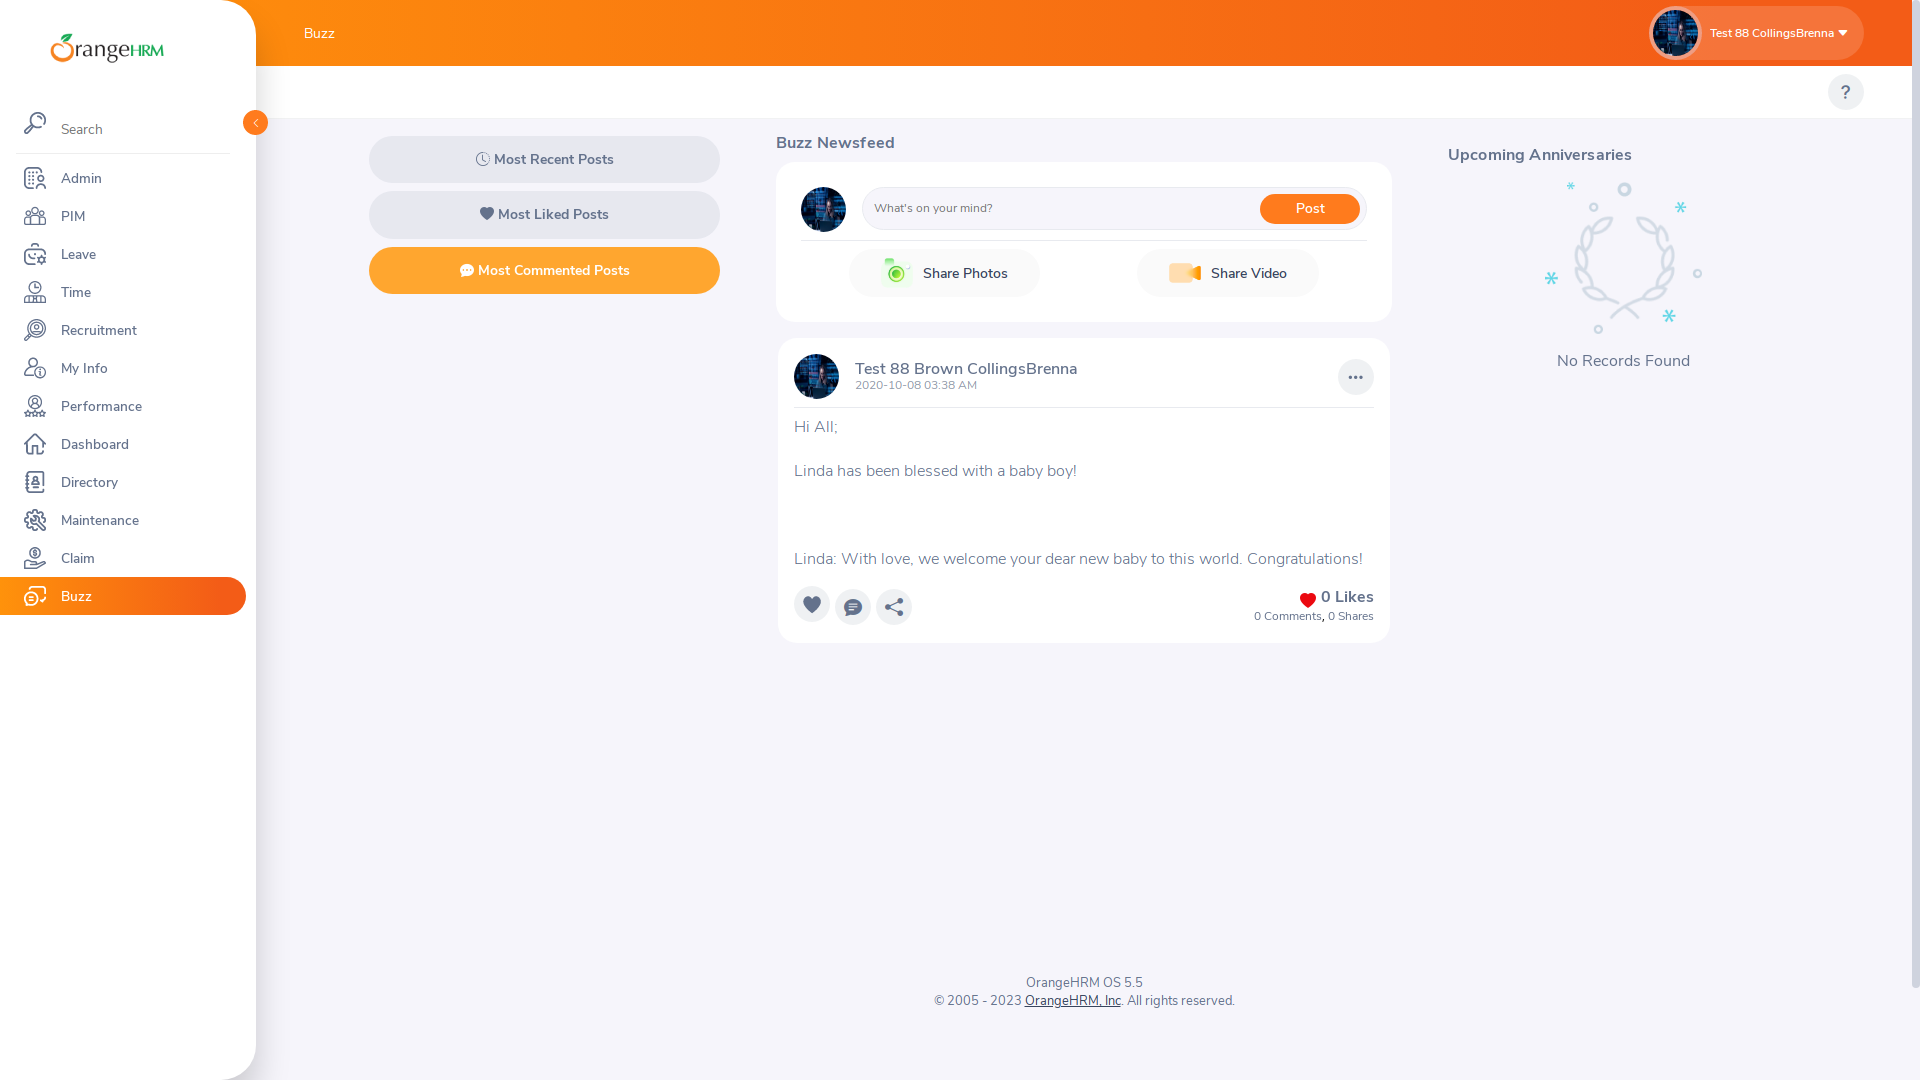 OrangeHRM
Search
Admin
PIM
Leave
Time
Recruitment
My Info
Performance
Dashboard
Directory
Maintenance
Claim
Buzz
Buzz
Test 88 CollingsBrenna
?
Most Recent Posts
Most Liked Posts
Most Commented Posts
Buzz Newsfeed
What's on your mind?
Post
Share Photos
Share Video
Test 88 Brown CollingsBrenna
2020-10-08 03:38 AM
Hi All;
Linda has been blessed with a baby boy!
Linda: With love, we welcome your dear new baby to this world. Congratulations!
0 Likes
0 Comments, 0 Shares
Upcoming Anniversaries
No Records Found
OrangeHRM OS 5.5
© 2005 - 2023 OrangeHRM, Inc. All rights reserved.